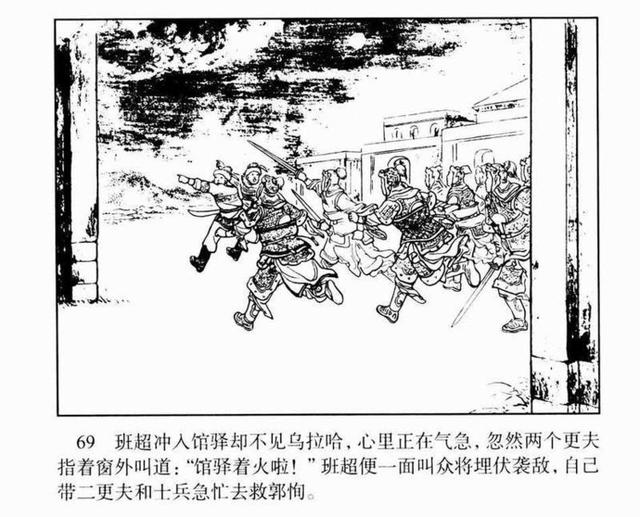 69 班超冲入馆驿却不见乌拉哈，心里正在气急，忽然两个更夫
指着窗外叫道：“馆驿着火啦！”班超便一面叫众将埋伏袭敌，自己
带二更夫和士兵急忙去救郭恂。